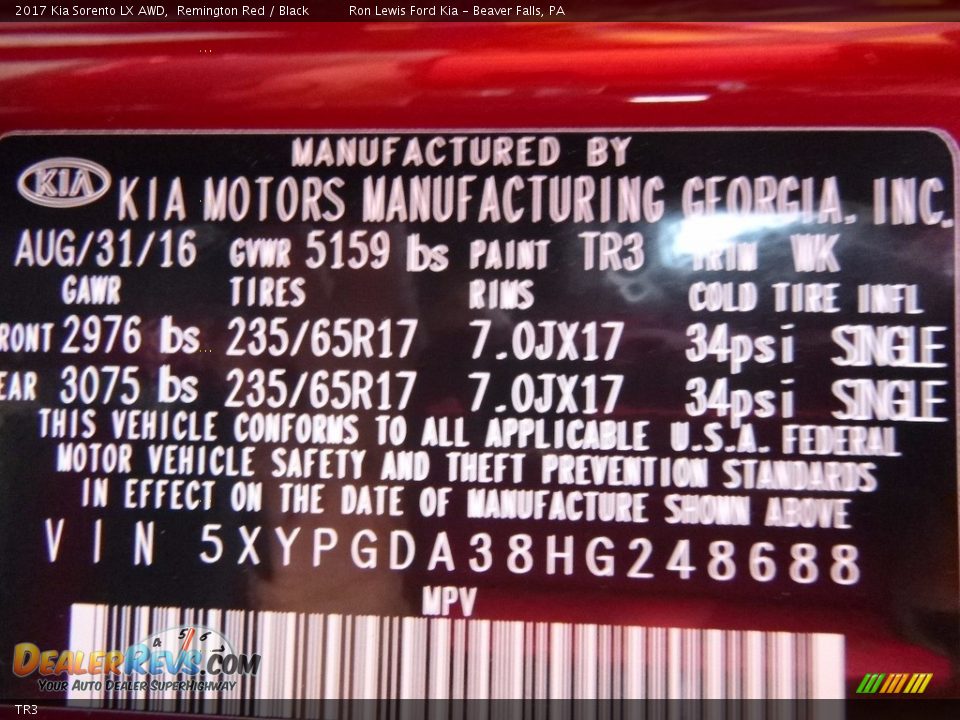 2017 Kia Sorento LX AWD, Remington Red / Black Ron Lewis Ford Kia - Beaver Falls, PA
MANUFACTURED BY
KIA KIA MOTORS MANUFACTURING GEORGIA, INC.
AUG/31/16 GVWR 5159 lbs PAINT TR3 TRIM WK
GAWR TIRES RIMS COLD TIRE INFL
RONT 2976 lbs 235/65R17 7.0JX17 34psi SINGLE
EAR 3075 lbs 235/65R17 7.0JX17 34psi SINGLE
THIS VEHICLE CONFORMS TO ALL APPLICABLE U.S.A. FEDERAL
MOTOR VEHICLE SAFETY AND THEFT PREVENTION STANDARDS
IN EFFECT ON THE DATE OF MANUFACTURE SHOWN ABOVE
VIN 5XYPGDA38HG248688
MPV
4 5 6
DEALERREVS.COM
YOUR AUTO DEALER SUPERHIGHWAY
TR3